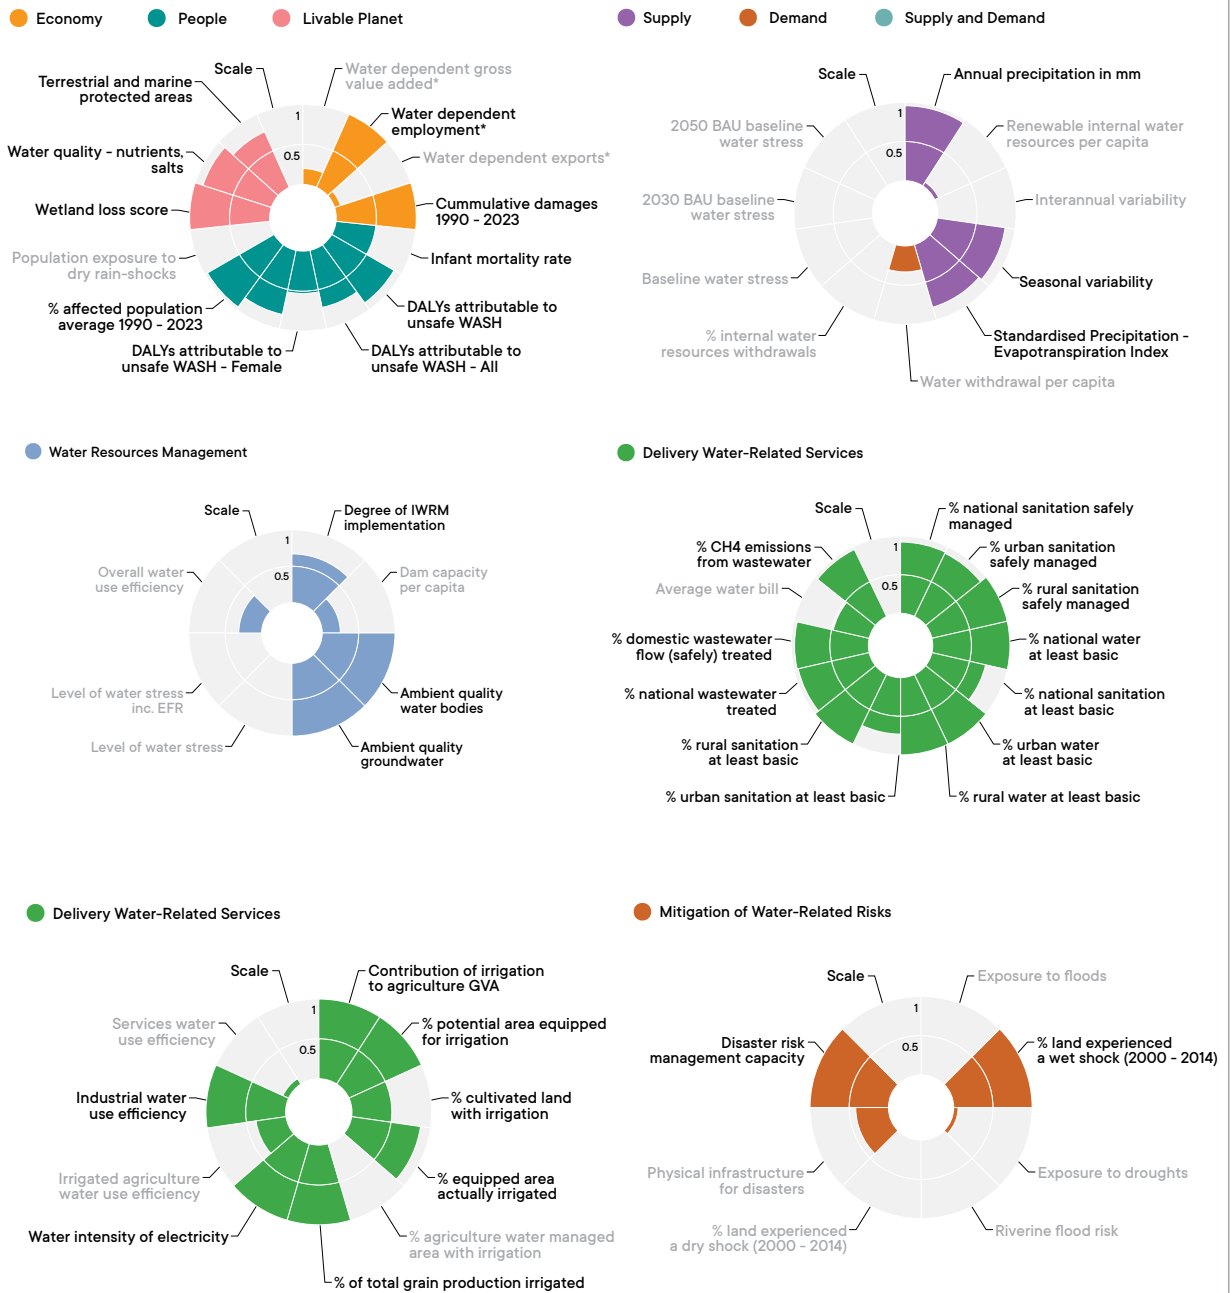 Economy
People
Livable Planet
Scale
Water dependent gross
value added*
Terrestrial and marine
protected areas
Water dependent
employment*
1
Water quality - nutrients,
salts
0.5
Water dependent exports*
Wetland loss score
Cummulative damages
1990 - 2023
Population exposure to
dry rain-shocks
Infant mortality rate
% affected population
average 1990 - 2023
DALYs attributable to
unsafe WASH
DALYs attributable to
unsafe WASH - Female
DALYs attributable to
unsafe WASH - All
Supply
Demand
Supply and Demand
Scale
Annual precipitation in mm
1
2050 BAU baseline
water stress
Renewable internal water
resources per capita
0.5
2030 BAU baseline
water stress
Interannual variability
Baseline water stress
Seasonal variability
% internal water
resources withdrawals
Standardised Precipitation -
Evapotranspiration Index
Water withdrawal per capita
Water Resources Management
Scale
Degree of IWRM
implementation
1
Overall water
use efficiency
0.5
Dam capacity
per capita
Level of water stress
inc. EFR
Ambient quality
water bodies
Level of water stress
Ambient quality
groundwater
Delivery Water-Related Services
Scale
% national sanitation safely
managed
% CH4 emissions
from wastewater
1
% urban sanitation
safely managed
Average water bill
0.5
% rural sanitation
safely managed
% domestic wastewater
flow (safely) treated
% national water
at least basic
% national wastewater
treated
% national sanitation
at least basic
% rural sanitation
at least basic
% urban water
at least basic
% urban sanitation at least basic
% rural water at least basic
Delivery Water-Related Services
Scale
Contribution of irrigation
to agriculture GVA
1
Services water
use efficiency
% potential area equipped
for irrigation
0.5
Industrial water
use efficiency
% cultivated land
with irrigation
Irrigated agriculture
water use efficiency
% equipped area
actually irrigated
Water intensity of electricity
% agriculture water managed
area with irrigation
% of total grain production irrigated
Mitigation of Water-Related Risks
Scale
Exposure to floods
1
Disaster risk
management capacity
0.5
% land experienced
a wet shock (2000 - 2014)
Physical infrastructure
for disasters
Exposure to droughts
% land experienced
a dry shock (2000 - 2014)
Riverine flood risk